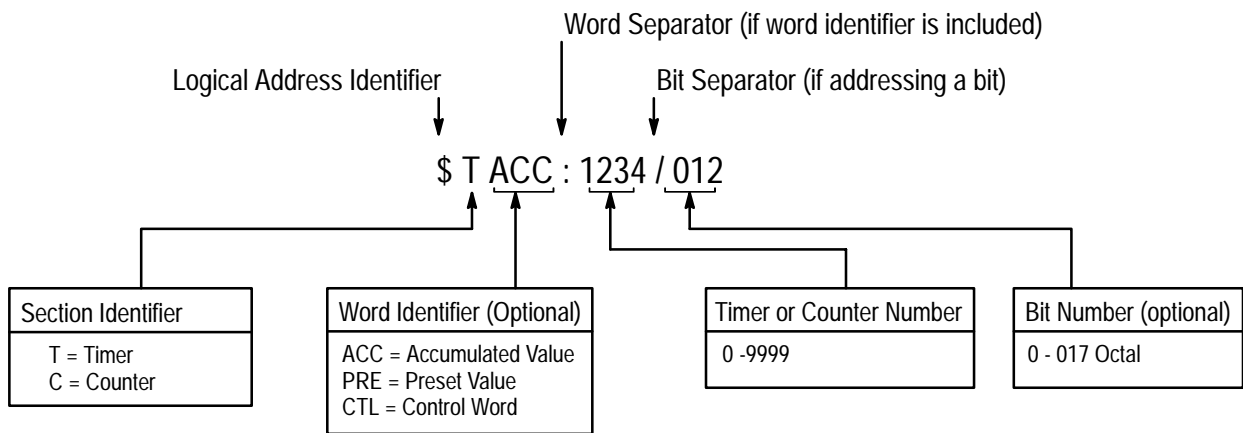 Word Separator (if word identifier is included)
Logical Address Identifier
Bit Separator (if addressing a bit)
$ T ACC : 1234 / 012
Section Identifier
T = Timer
C = Counter
Word Identifier (Optional)
ACC = Accumulated Value
PRE = Preset Value
CTL = Control Word
Timer or Counter Number
0 -9999
Bit Number (optional)
0 - 017 Octal